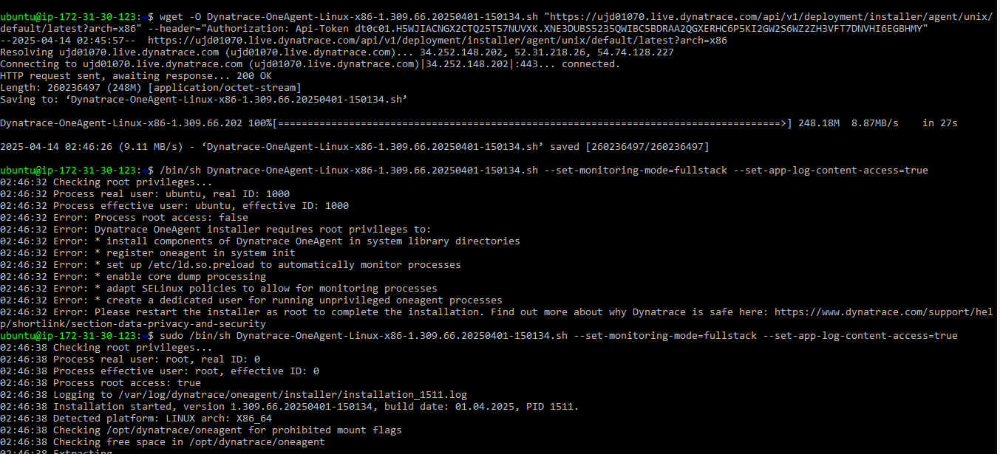 ubuntu@ip-172-31-30-123:~$ wget -O Dynatrace-OneAgent-Linux-x86-1.309.66.20250401-150134.sh "https://ujd01070.live.dynatrace.com/api/v1/deployment/installer/agent/unix/
default/latest?arch=x86" --header="Authorization: Api-Token dt0c01.H5WJIACNGX2CTQ25T57NUVXK.XNE3DUBS5235QWIBC5BDRAA2QGXERHC6P5KI2GW2S6WZ2ZH3VFT7DNVHI6EGBHMY"
--2025-04-14 02:45:57--  https://ujd01070.live.dynatrace.com/api/v1/deployment/installer/agent/unix/default/latest?arch=x86
Resolving ujd01070.live.dynatrace.com (ujd01070.live.dynatrace.com)... 34.252.148.202, 52.31.218.26, 54.74.128.227
Connecting to ujd01070.live.dynatrace.com (ujd01070.live.dynatrace.com)|34.252.148.202|:443... connected.
HTTP request sent, awaiting response... 200 OK
Length: 260236497 (248M) [application/octet-stream]
Saving to: ‘Dynatrace-OneAgent-Linux-x86-1.309.66.20250401-150134.sh’
Dynatrace-OneAgent-Linux-x86-1.309.66.202 100%[=====================================================================================>] 248.18M  8.87MB/s    in 27s
2025-04-14 02:46:26 (9.11 MB/s) - ‘Dynatrace-OneAgent-Linux-x86-1.309.66.20250401-150134.sh’ saved [260236497/260236497]
ubuntu@ip-172-31-30-123:~$ /bin/sh Dynatrace-OneAgent-Linux-x86-1.309.66.20250401-150134.sh --set-monitoring-mode=fullstack --set-app-log-content-access=true
02:46:32 Checking root privileges...
02:46:32 Process real user: ubuntu, real ID: 1000
02:46:32 Process effective user: ubuntu, effective ID: 1000
02:46:32 Error: Process root access: false
02:46:32 Error: Dynatrace OneAgent installer requires root privileges to:
02:46:32 Error: * install components of Dynatrace OneAgent in system library directories
02:46:32 Error: * register oneagent in system init
02:46:32 Error: * set up /etc/ld.so.preload to automatically monitor processes
02:46:32 Error: * enable core dump processing
02:46:32 Error: * adapt SELinux policies to allow for monitoring processes
02:46:32 Error: * create a dedicated user for running unprivileged oneagent processes
02:46:32 Error: Please restart the installer as root to complete the installation. Find out more about why Dynatrace is safe here: https://www.dynatrace.com/support/hel
p/shortlink/section-data-privacy-and-security
ubuntu@ip-172-31-30-123:~$ sudo /bin/sh Dynatrace-OneAgent-Linux-x86-1.309.66.20250401-150134.sh --set-monitoring-mode=fullstack --set-app-log-content-access=true
02:46:38 Checking root privileges...
02:46:38 Process real user: root, real ID: 0
02:46:38 Process effective user: root, effective ID: 0
02:46:38 Process root access: true
02:46:38 Logging to /var/log/dynatrace/oneagent/installer/installation_1511.log
02:46:38 Installation started, version 1.309.66.20250401-150134, build date: 01.04.2025, PID 1511.
02:46:38 Detected platform: LINUX arch: X86_64
02:46:38 Checking /opt/dynatrace/oneagent for prohibited mount flags
02:46:38 Checking free space in /opt/dynatrace/oneagent
02:46:38 Extracting